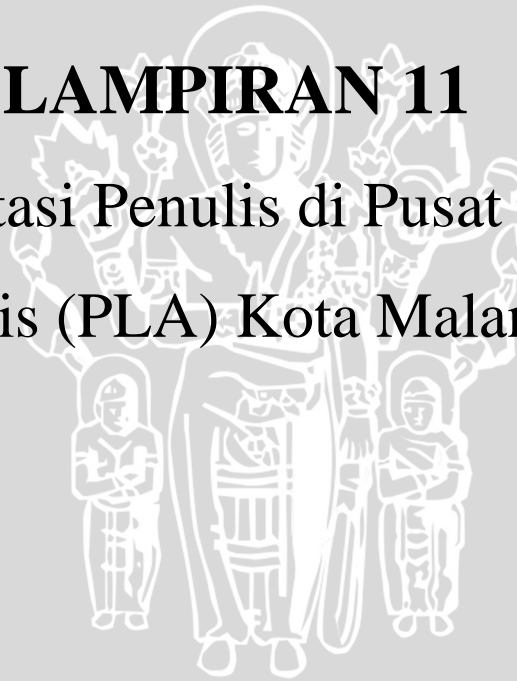 LAMPIRAN 11
tasi Penulis di Pusat
is (PLA) Kota Malan